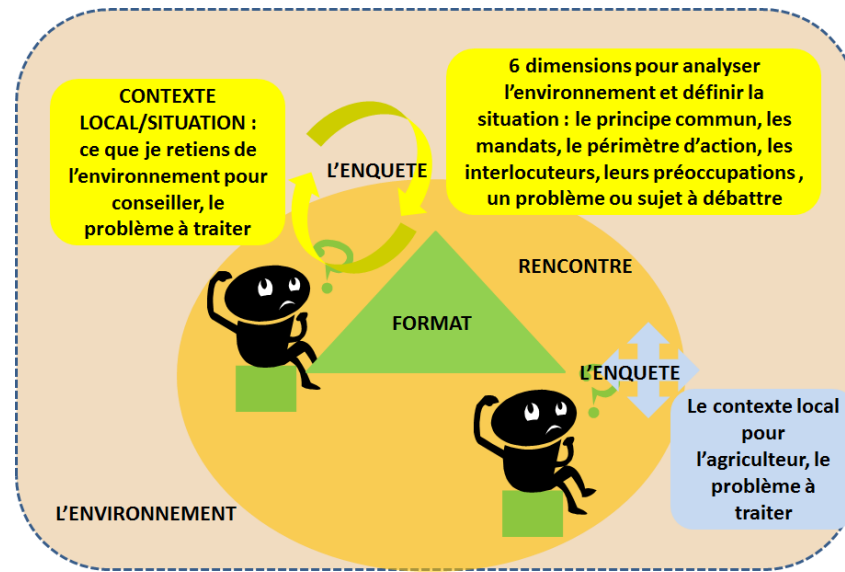 CONTEXTE
LOCAL/SITUATION :
ce que je retiens de
l'environnement pour
conseiller, le
problème à traiter
L'ENQUETE
6 dimensions pour analyser
l'environnement et définir la
situation : le principe commun, les
mandats, le périmètre d'action, les
interlocuteurs, leurs préoccupations ,
un problème ou sujet à débattre
RENCONTRE
FORMAT
L'ENQUETE
Le contexte local
pour
l'agriculteur, le
problème à
traiter
L'ENVIRONNEMENT